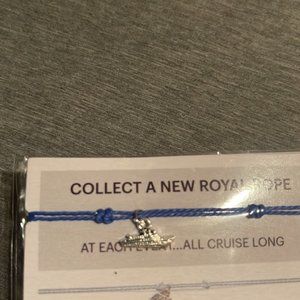 COLLECT A NEW ROYAL ROPE
AT EACH EVENT...ALL CRUISE LONG